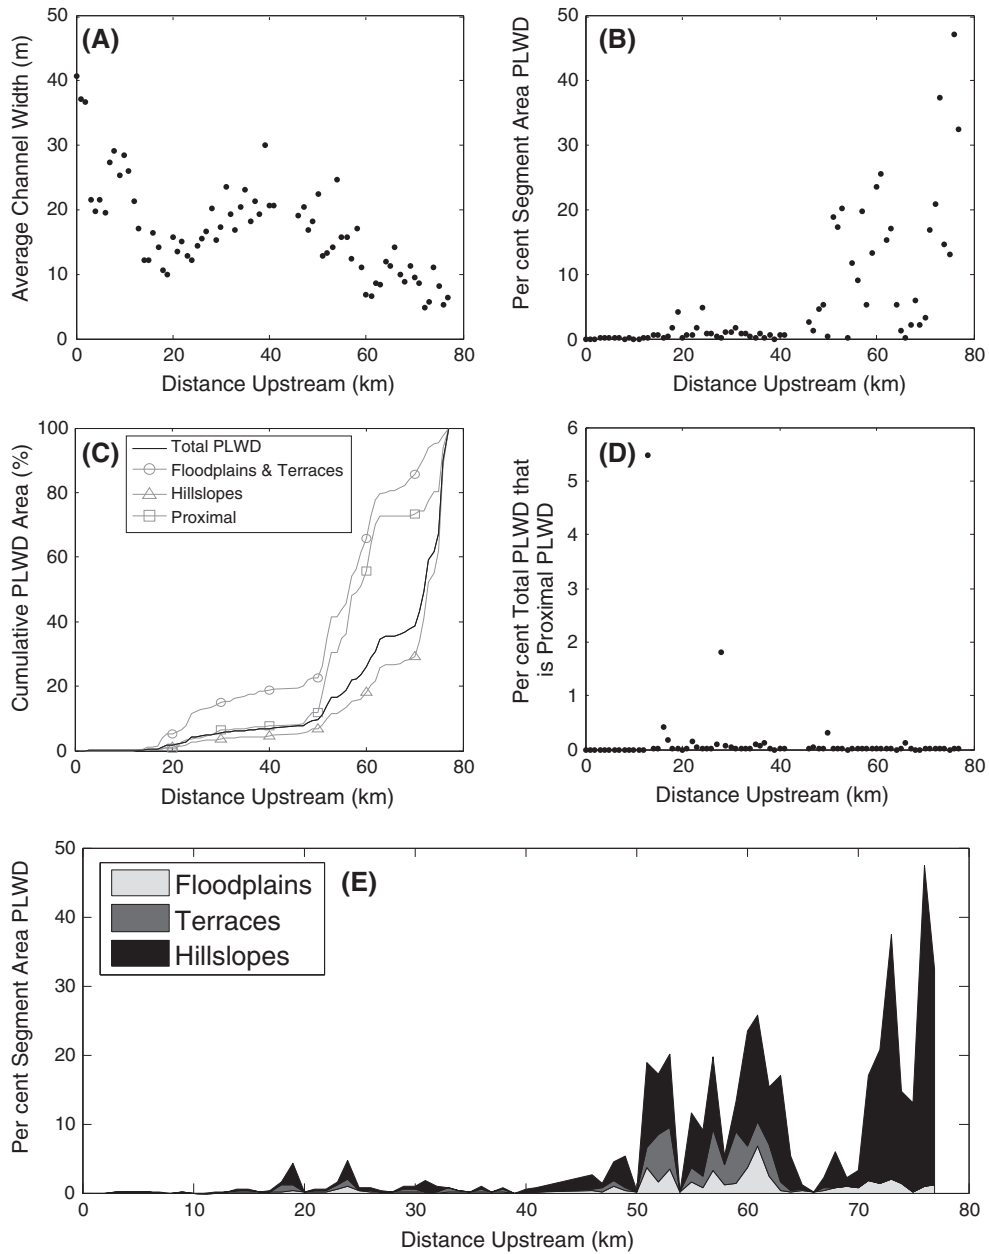 (A)
Average Channel Width (m)
50
40
30
20
10
0
0 20 40 60 80
Distance Upstream (km)
(B)
Per cent Segment Area PLWD
50
40
30
20
10
0
0 20 40 60 80
Distance Upstream (km)
(C)
Cumulative PLWD Area (%)
100
80
60
40
20
0
Total PLWD
Floodplains & Terraces
Hillslopes
Proximal
0 20 40 60 80
Distance Upstream (km)
(D)
Per cent Total PLWD that
is Proximal PLWD
6
5
4
3
2
1
0
0 20 40 60 80
Distance Upstream (km)
(E)
Per cent Segment Area PLWD
50
40
30
20
10
0
Floodplains
Terraces
Hillslopes
0 10 20 30 40 50 60 70 80
Distance Upstream (km)